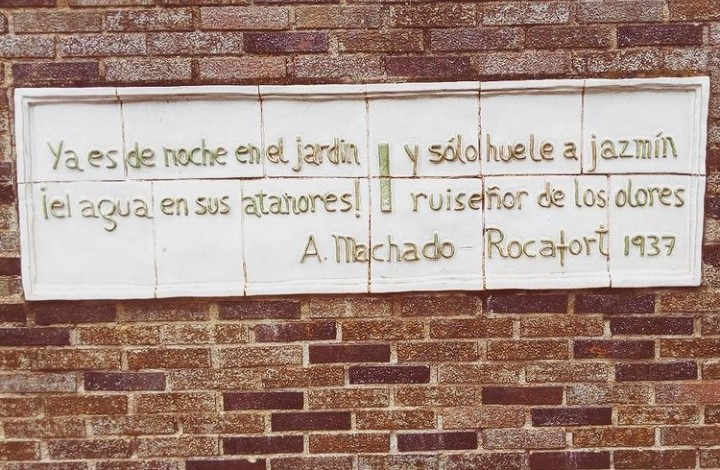 Ya es de noche en el jardin
¡el agua en sus atanores!
y sólo huele a jazmín
ruiseñor de los olores
A. Machado Rocafort 1937